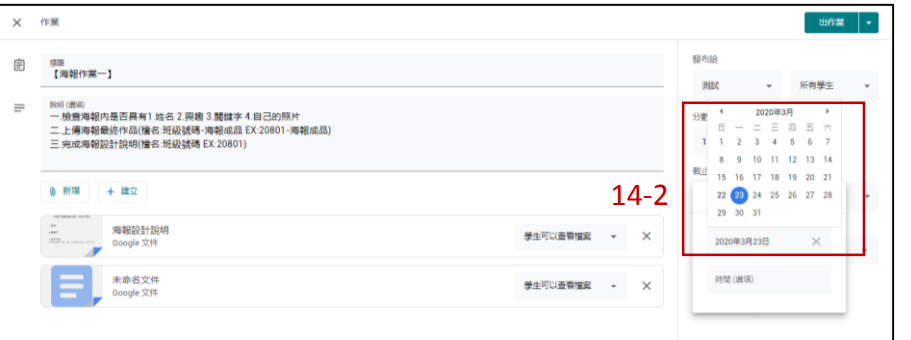 作業
出作業
標題
【海報作業一】
說明 (選填)
一.檢查海報內是否具有1.姓名 2.興趣 3.關鍵字 4.自己的照片
二.上傳海報最終作品(檔名:班級號碼-海報成品 EX:20801-海報成品)
三.完成海報設計說明(檔名:班級號碼 EX:20801)
新增
建立
海報設計說明
Google 文件
學生可以查看檔案
未命名文件
Google 文件
學生可以查看檔案
14-2
發布給
測試
所有學生
2020年3月
日 一 二 三 四 五 六
1 2 3 4 5 6 7
8 9 10 11 12 13 14
15 16 17 18 19 20 21
22 23 24 25 26 27 28
29 30 31
2020年3月23日
時間 (選填)